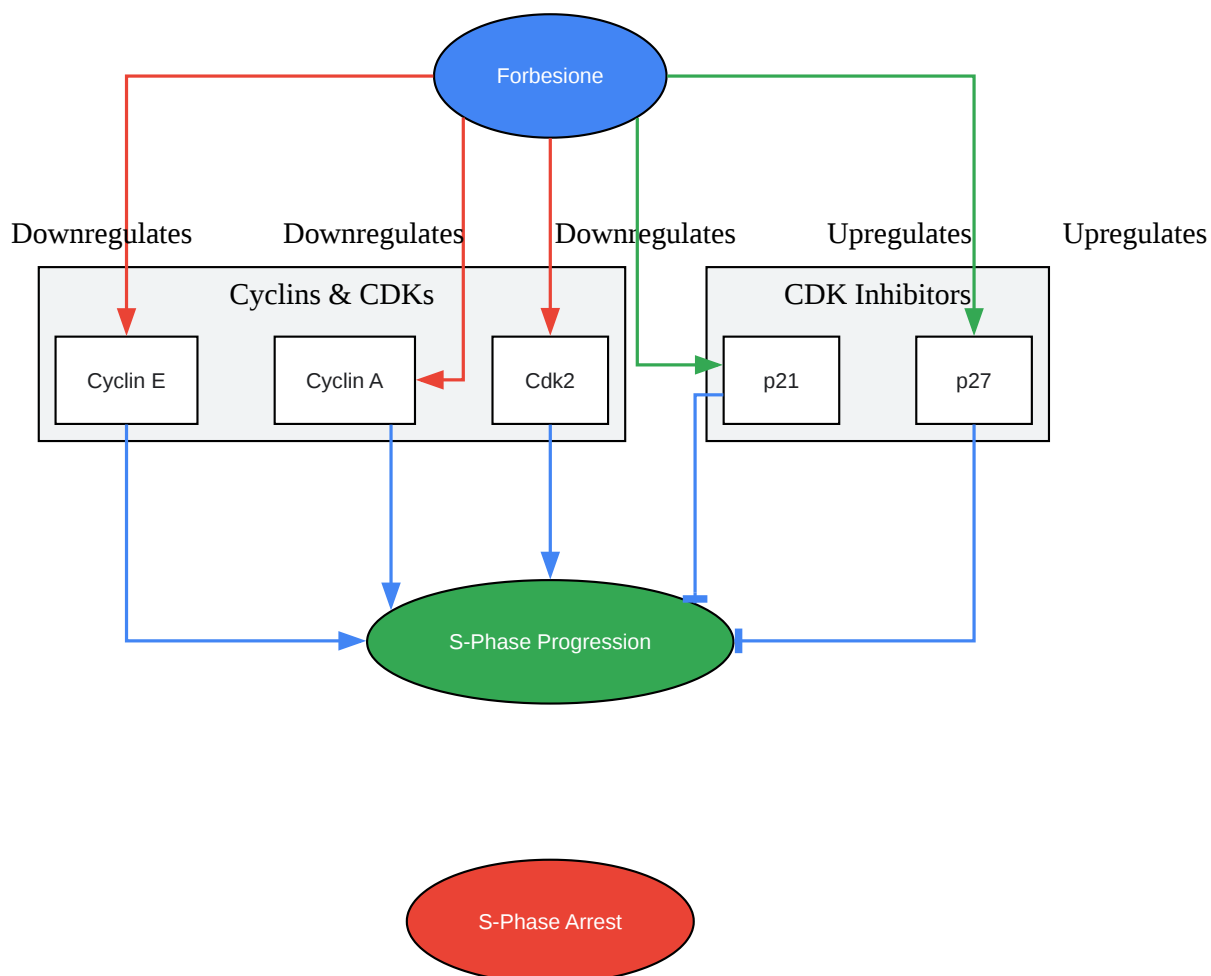 Forbesione
Downregulates
Downregulates
Downregulates
Upregulates
Upregulates
Cyclins & CDKs
CDK Inhibitors
Cyclin E
Cyclin A
Cdk2
p21
p27
S-Phase Progression
S-Phase Arrest